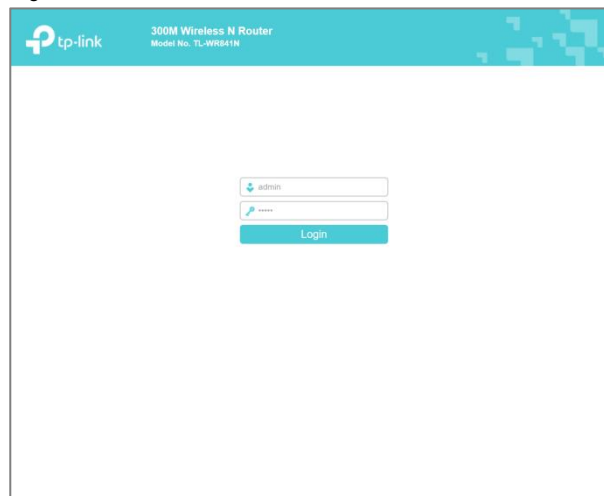 tp-link
300M Wireless N Router
Model No. TL-WR841N
admin
•••••
Login